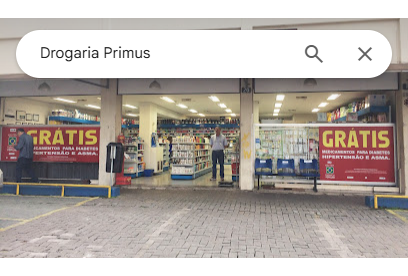 Drogaria Primus
GRÁTIS
MEDICAMENTOS PARA DIABETES
HIPERTENSÃO E ASMA.
GRÁTIS
MEDICAMENTOS PARA DIABETES
HIPERTENSÃO E ASMA.